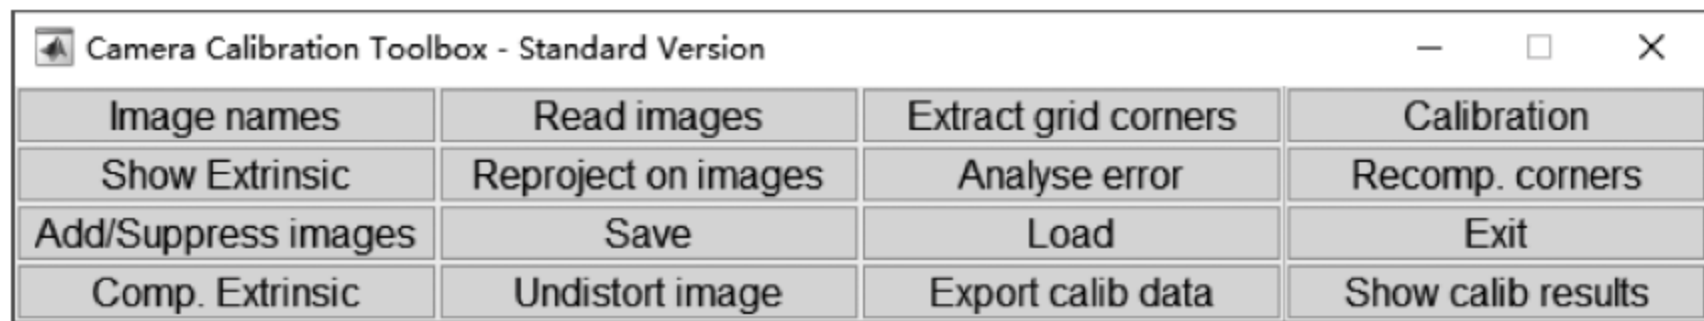 Camera Calibration Toolbox - Standard Version
Image names Read images Extract grid corners Calibration
Show Extrinsic Reproject on images Analyse error Recomp. corners
Add/Suppress images Save Load Exit
Comp. Extrinsic Undistort image Export calib data Show calib results